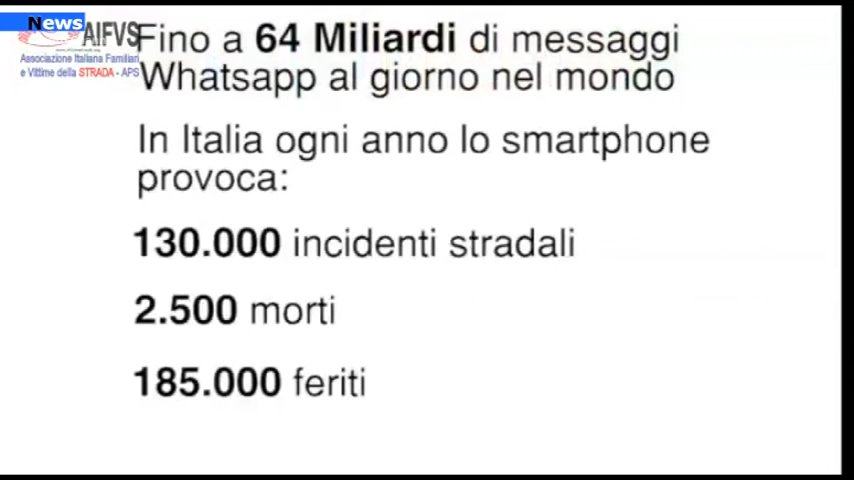 News
AIFVS
Associazione Italiana Familiari
e Vittime della STRADA - APS
Fino a 64 Miliardi di messaggi
Whatsapp al giorno nel mondo
In Italia ogni anno lo smartphone
provoca:
130.000 incidenti stradali
2.500 morti
185.000 feriti